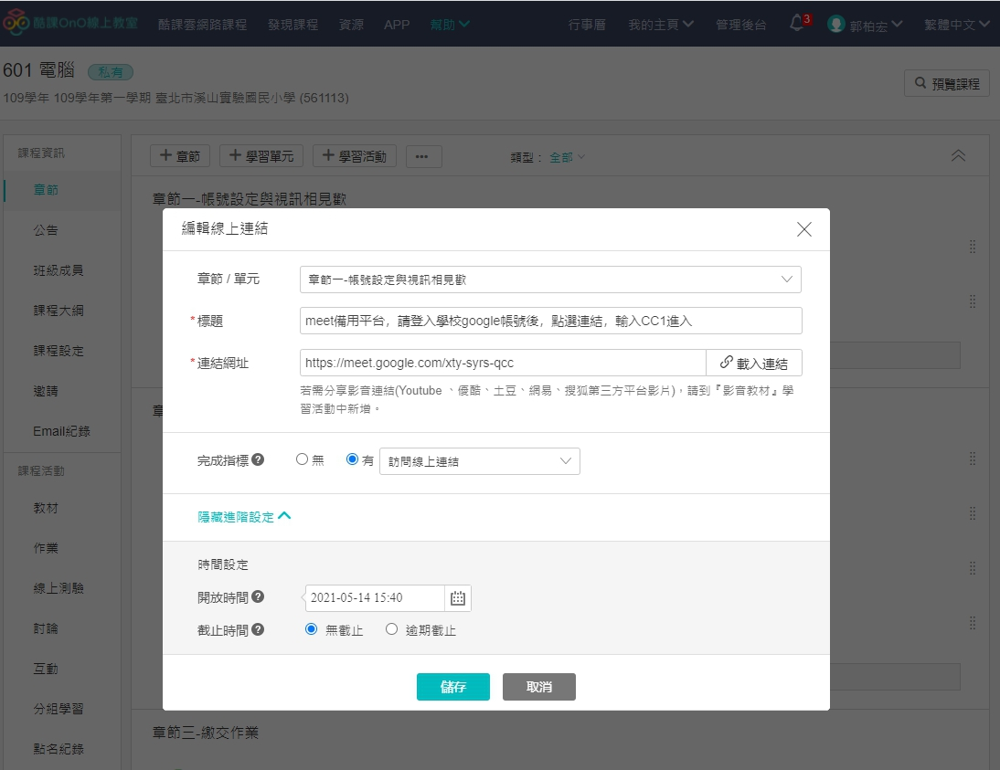 酷課OnO線上教室 酷課雲網路課程 發現課程 資源 APP 幫助 行事曆 我的主頁 管理後台 3 郭柏宏 繁體中文
601 電腦 私有
109學年 109學年第一學期 臺北市溪山實驗國民小學 (561113)
預覽課程
課程資訊
章節
公告
班級成員
課程大綱
課程設定
邀請
Email紀錄
課程活動
教材
作業
線上測驗
討論
互動
分組學習
點名紀錄
章節 學習單元 學習活動 ••• 類型： 全部
章節一-帳號設定與視訊相見歡
編輯線上連結
章節 / 單元 章節一-帳號設定與視訊相見歡
*標題 meet備用平台，請登入學校google帳號後，點選連結，輸入CC1進入
*連結網址 https://meet.google.com/xty-syrs-qcc 載入連結
若需分享影音連結(Youtube 、優酷、土豆、網易、搜狐第三方平台影片)，請到『影音教材』學
習活動中新增。
完成指標 無 有 訪問線上連結
隱藏進階設定
時間設定
開放時間 2021-05-14 15:40
截止時間 無截止 逾期截止
儲存 取消
章節三-繳交作業